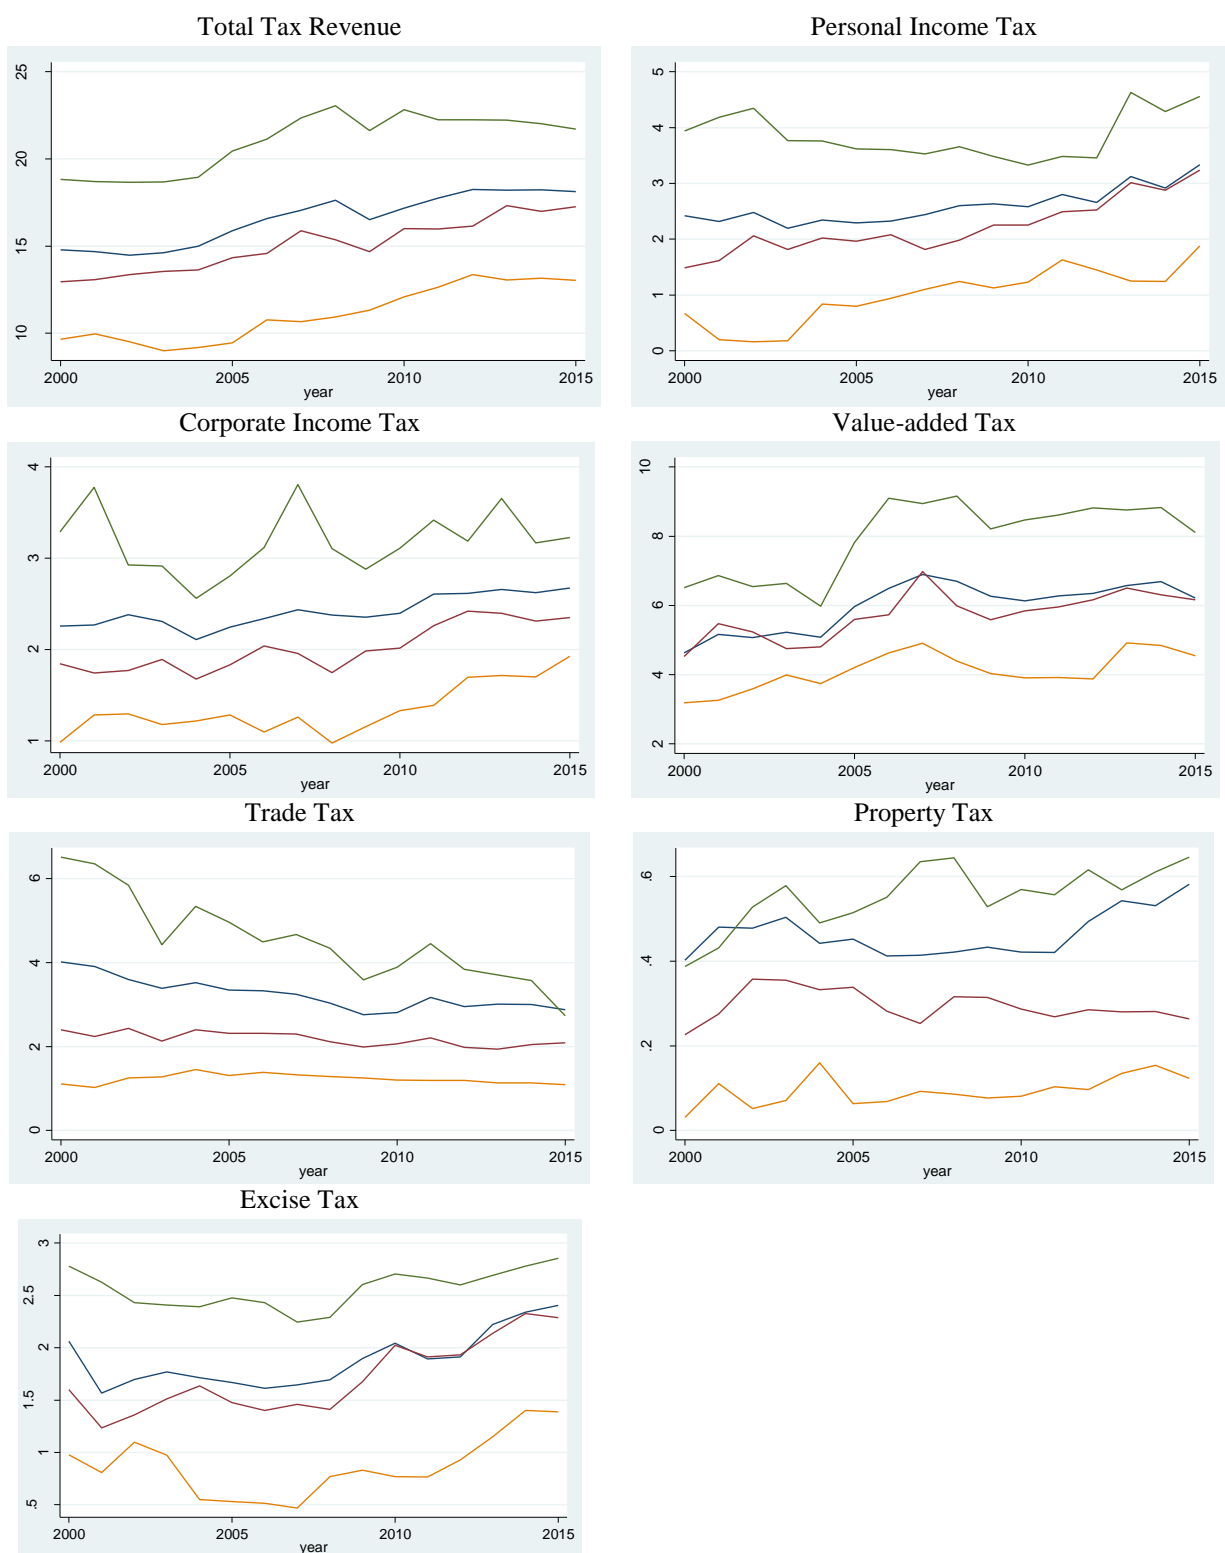 Total Tax Revenue
25
20
15
10
2000 2005 2010 2015
year
Personal Income Tax
5
4
3
2
1
0
2000 2005 2010 2015
year
Corporate Income Tax
4
3
2
1
2000 2005 2010 2015
year
Value-added Tax
10
8
6
4
2
2000 2005 2010 2015
year
Trade Tax
6
4
2
0
2000 2005 2010 2015
year
Property Tax
.6
.4
.2
0
2000 2005 2010 2015
year
Excise Tax
3
2.5
2
1.5
1
.5
2000 2005 2010 2015
year